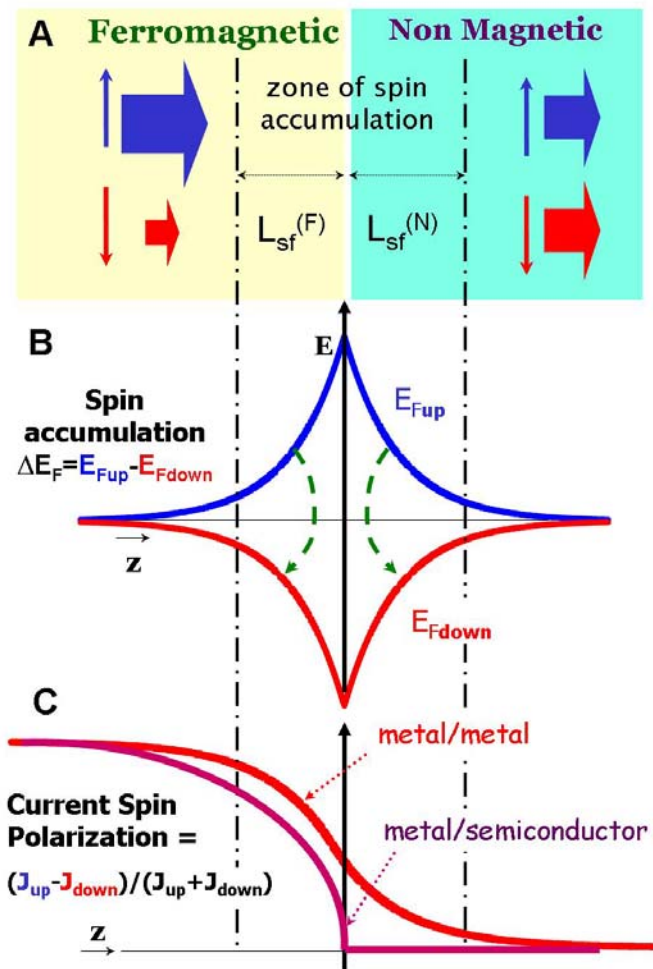 A
Ferromagnetic
Non Magnetic
zone of spin
accumulation
Lsf(F)
Lsf(N)
B
E
Spin
accumulation
ΔEF=EFup-EFdown
EFup
z
EFdown
C
metal/metal
Current Spin
Polarization =
(Jup-Jdown)/(Jup+Jdown)
metal/semiconductor
z